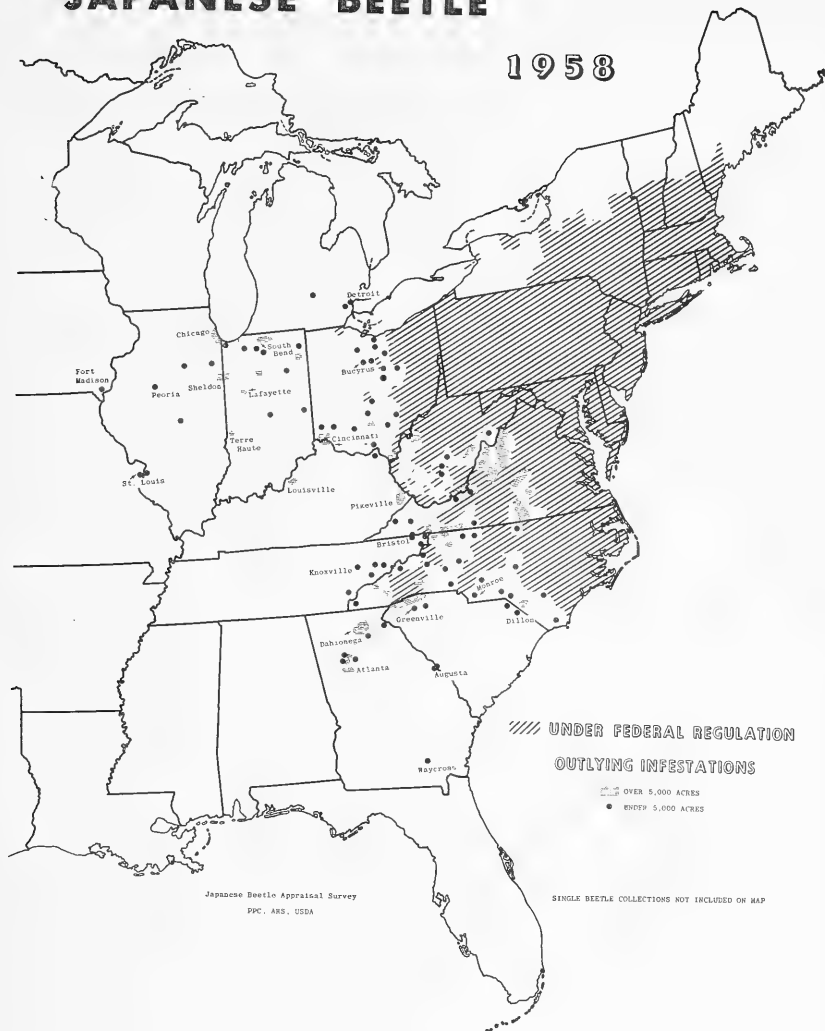 JAPANESE BEETLE
1958
Detroit
Chicago
South
Bend
Bucyrus
Fort
Madison
Peoria
Sheldon
Lafayette
Terre
Haute
Cincinnati
St. Louis
Louisville
Pikeville
Bristol
Knoxville
Monroe
Greenville
Dillon
Dahlonega
Atlanta
Augusta
Waycross
UNDER FEDERAL REGULATION
OUTLYING INFESTATIONS
OVER 5,000 ACRES
UNDER 5,000 ACRES
Japanese Beetle Appraisal Survey
PPC, ARS, USDA
SINGLE BEETLE COLLECTIONS NOT INCLUDED ON MAP